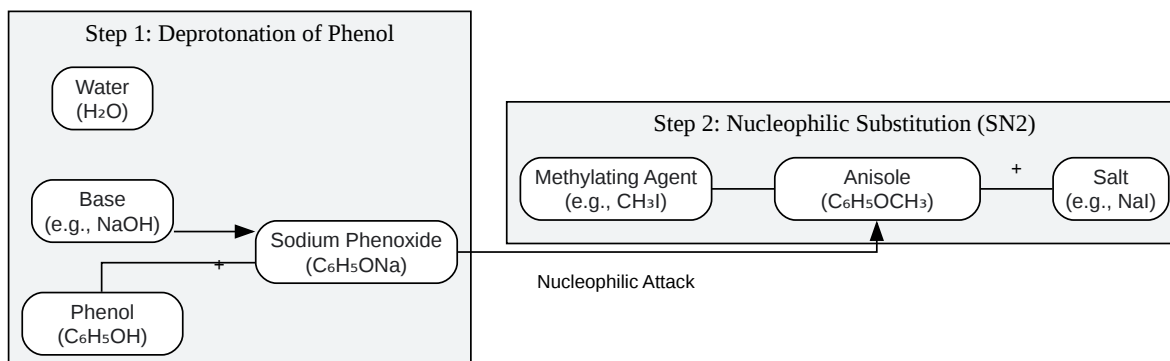 Step 1: Deprotonation of Phenol
Water
(H₂O)
Base
(e.g., NaOH)
Sodium Phenoxide
(C₆H₅ONa)
+
Phenol
(C₆H₅OH)
Nucleophilic Attack
Step 2: Nucleophilic Substitution (SN2)
Methylating Agent
(e.g., CH₃I)
Anisole
(C₆H₅OCH₃)
+
Salt
(e.g., NaI)